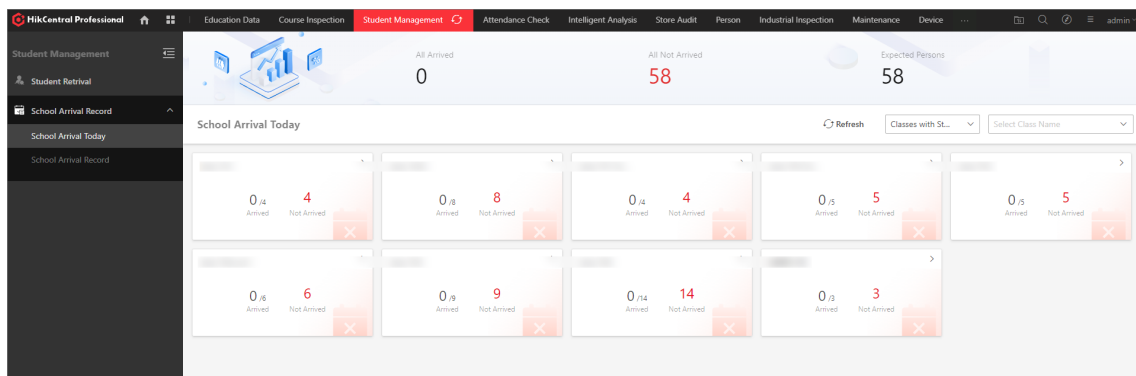 HikCentral Professional
Education Data Course Inspection Student Management Attendance Check Intelligent Analysis Store Audit Person Industrial Inspection Maintenance Device ... admin
Student Management
Student Retrival
School Arrival Record
School Arrival Today
School Arrival Record
All Arrived All Not Arrived Expected Persons
0 58 58
School Arrival Today Refresh Classes with St... Select Class Name
0 /4 4 0 /8 8 0 /4 4 0 /5 5 0 /5 5
Arrived Not Arrived Arrived Not Arrived Arrived Not Arrived Arrived Not Arrived Arrived Not Arrived
0 /6 6 0 /9 9 0 /14 14 0 /3 3
Arrived Not Arrived Arrived Not Arrived Arrived Not Arrived Arrived Not Arrived